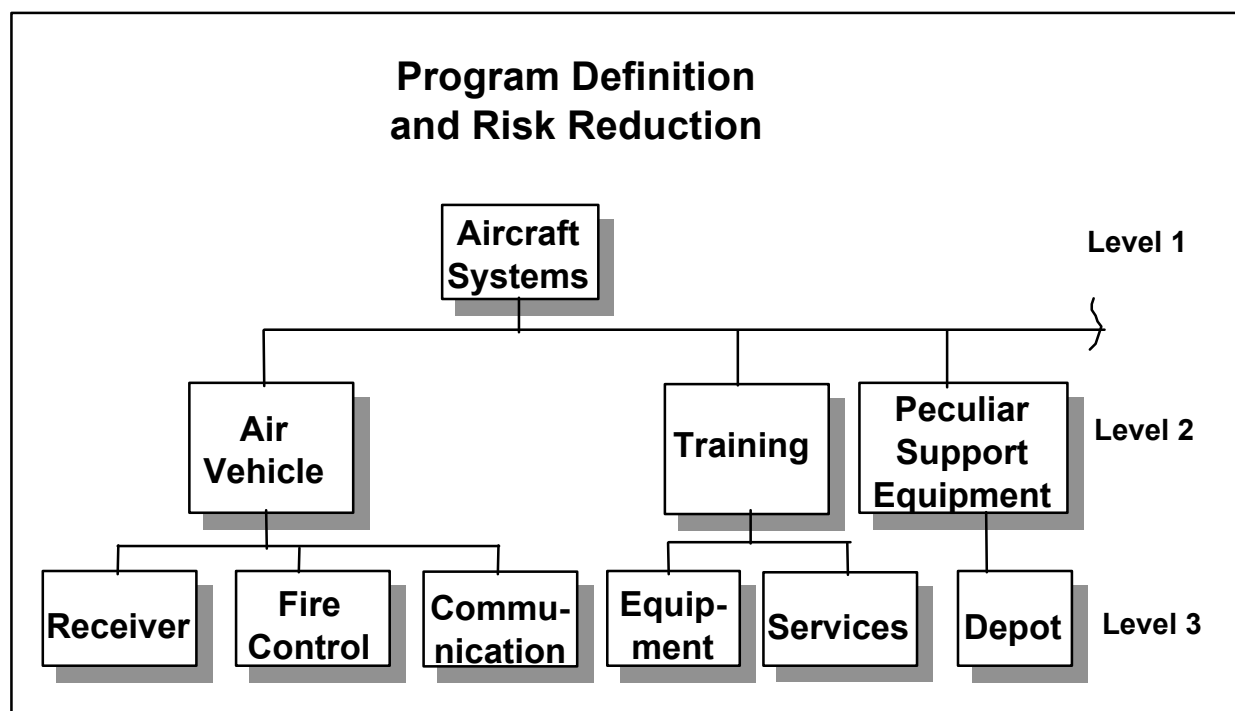 Program Definition
and Risk Reduction
Aircraft
Systems
Level 1
Air
Vehicle
Training
Peculiar
Support
Equipment
Level 2
Receiver
Fire
Control
Commu-
nication
Equip-
ment
Services
Depot
Level 3